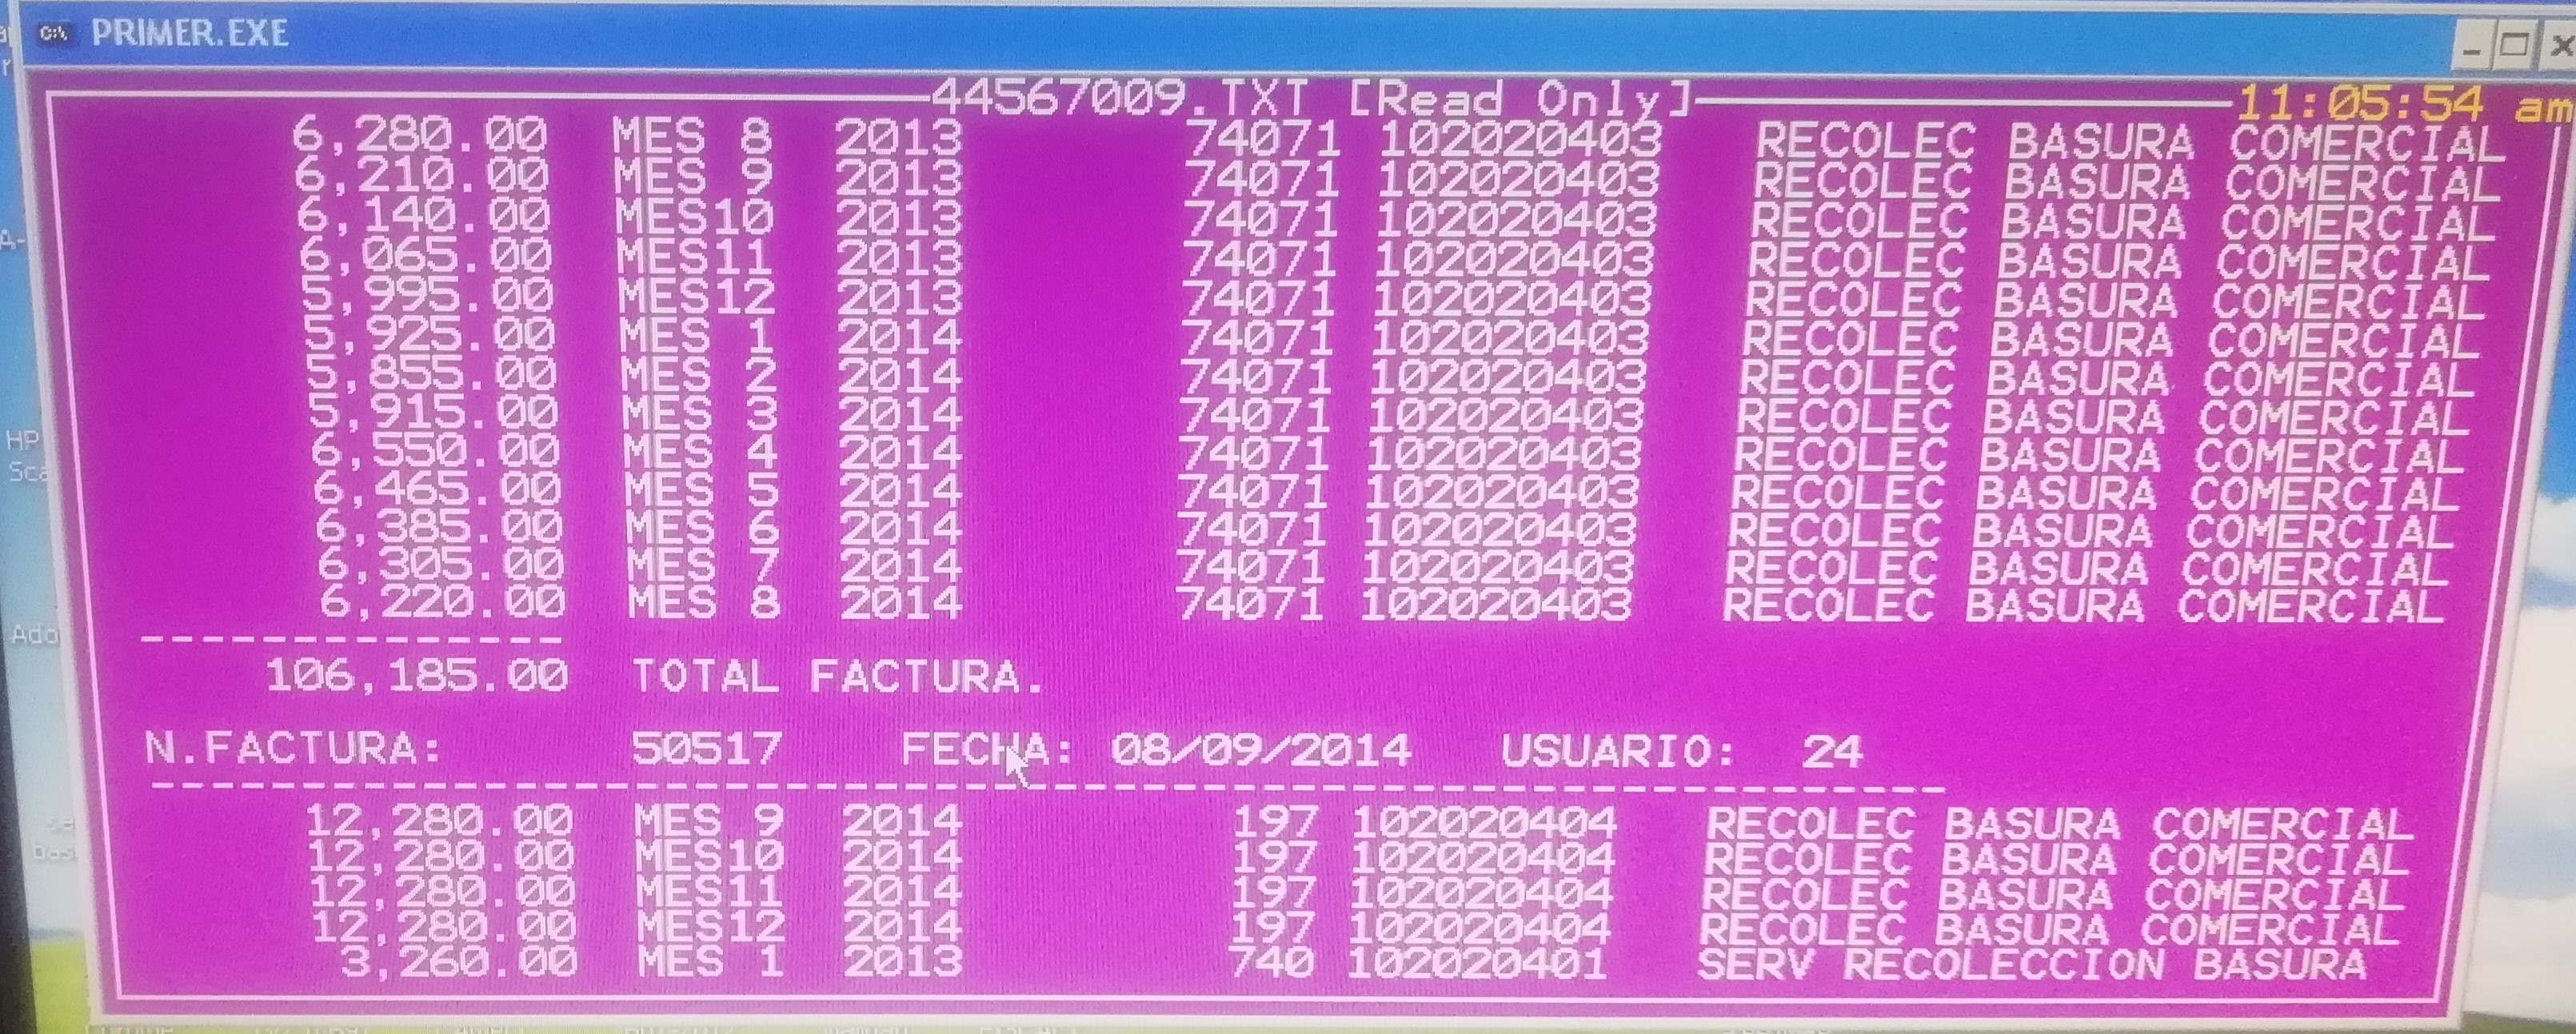 PRIMER.EXE
44567009.TXT [Read Only] 11:05:54 am
6,280.00 MES 8 2013 74071 102020403 RECOLEC BASURA COMERCIAL
6,210.00 MES 9 2013 74071 102020403 RECOLEC BASURA COMERCIAL
6,140.00 MES10 2013 74071 102020403 RECOLEC BASURA COMERCIAL
6,065.00 MES11 2013 74071 102020403 RECOLEC BASURA COMERCIAL
5,995.00 MES12 2013 74071 102020403 RECOLEC BASURA COMERCIAL
5,925.00 MES 1 2014 74071 102020403 RECOLEC BASURA COMERCIAL
5,855.00 MES 2 2014 74071 102020403 RECOLEC BASURA COMERCIAL
5,915.00 MES 3 2014 74071 102020403 RECOLEC BASURA COMERCIAL
6,550.00 MES 4 2014 74071 102020403 RECOLEC BASURA COMERCIAL
6,465.00 MES 5 2014 74071 102020403 RECOLEC BASURA COMERCIAL
6,385.00 MES 6 2014 74071 102020403 RECOLEC BASURA COMERCIAL
6,305.00 MES 7 2014 74071 102020403 RECOLEC BASURA COMERCIAL
6,220.00 MES 8 2014 74071 102020403 RECOLEC BASURA COMERCIAL
--------------
106,185.00 TOTAL FACTURA.
N.FACTURA: 50517 FECHA: 08/09/2014 USUARIO: 24
------------------------------------------------------------
12,280.00 MES 9 2014 197 102020404 RECOLEC BASURA COMERCIAL
12,280.00 MES10 2014 197 102020404 RECOLEC BASURA COMERCIAL
12,280.00 MES11 2014 197 102020404 RECOLEC BASURA COMERCIAL
12,280.00 MES12 2014 197 102020404 RECOLEC BASURA COMERCIAL
3,260.00 MES 1 2013 740 102020401 SERV RECOLECCION BASURA
HP